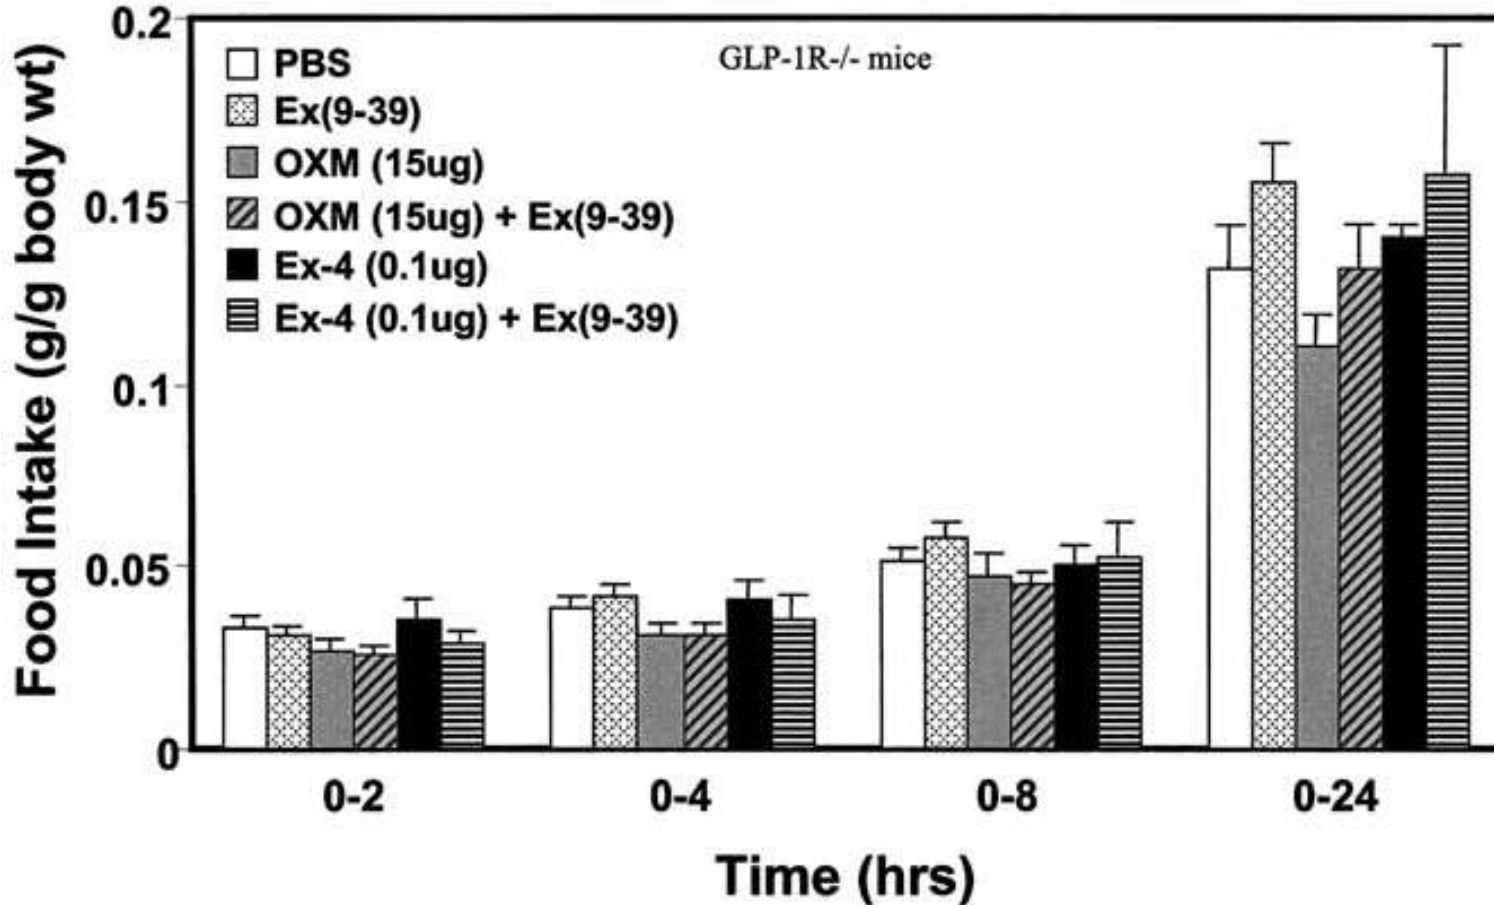 Food Intake (g/g body wt)
0.2
0.15
0.1
0.05
0
GLP-1R-/- mice
PBS
Ex(9-39)
OXM (15ug)
OXM (15ug) + Ex(9-39)
Ex-4 (0.1ug)
Ex-4 (0.1ug) + Ex(9-39)
0-2 0-4 0-8 0-24
Time (hrs)